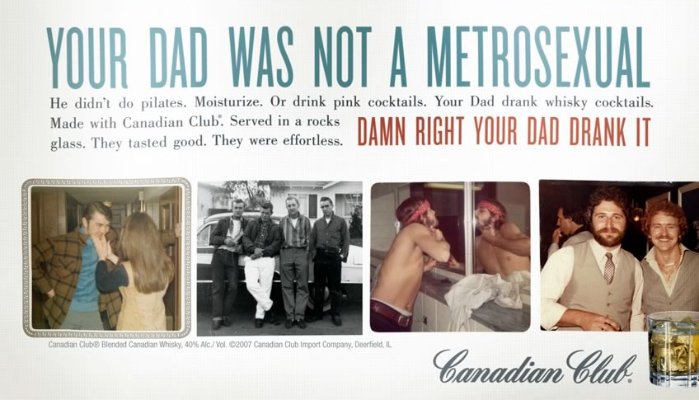 YOUR DAD WAS NOT A METROSEXUAL
He didn't do pilates. Moisturize. Or drink pink cocktails. Your Dad drank whisky cocktails.
Made with Canadian Club®. Served in a rocks
glass. They tasted good. They were effortless.
DAMN RIGHT YOUR DAD DRANK IT
Canadian Club® Blended Canadian Whisky, 40% Alc./ Vol. ©2007 Canadian Club Import Company, Deerfield, IL
Canadian Club®